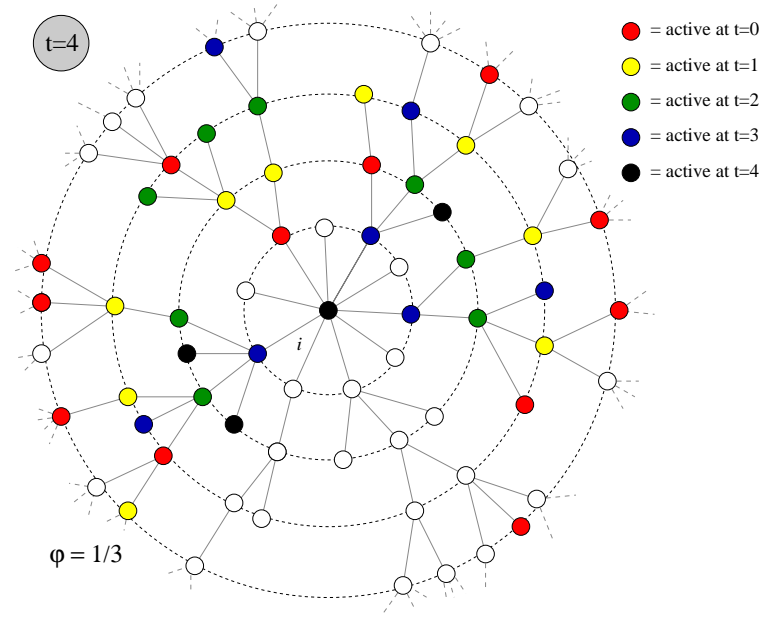 t=4
= active at t=0
= active at t=1
= active at t=2
= active at t=3
= active at t=4
i
φ = 1/3